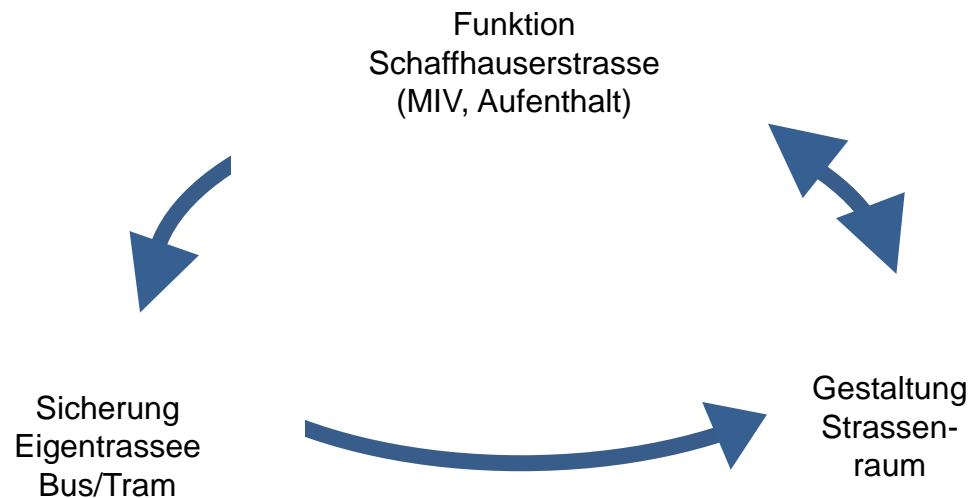 Funktion
Schaffhauserstrasse
(MIV, Aufenthalt)
Sicherung
Eigentrassee
Bus/Tram
Gestaltung
Strassen-
raum